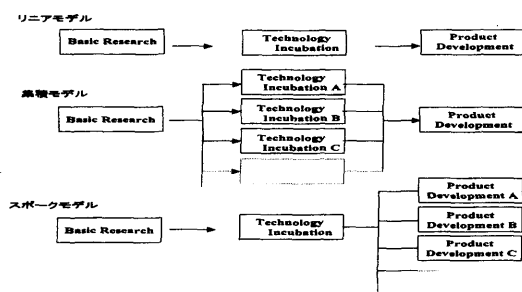 リニアモデル
Basic Research
Technology
Incubation
Product
Development
集積モデル
Basic Research
Technology
Incubation A
Technology
Incubation B
Technology
Incubation C
Product
Development
スポークモデル
Basic Research
Technology
Incubation
Product
Development A
Product
Development B
Product
Development C